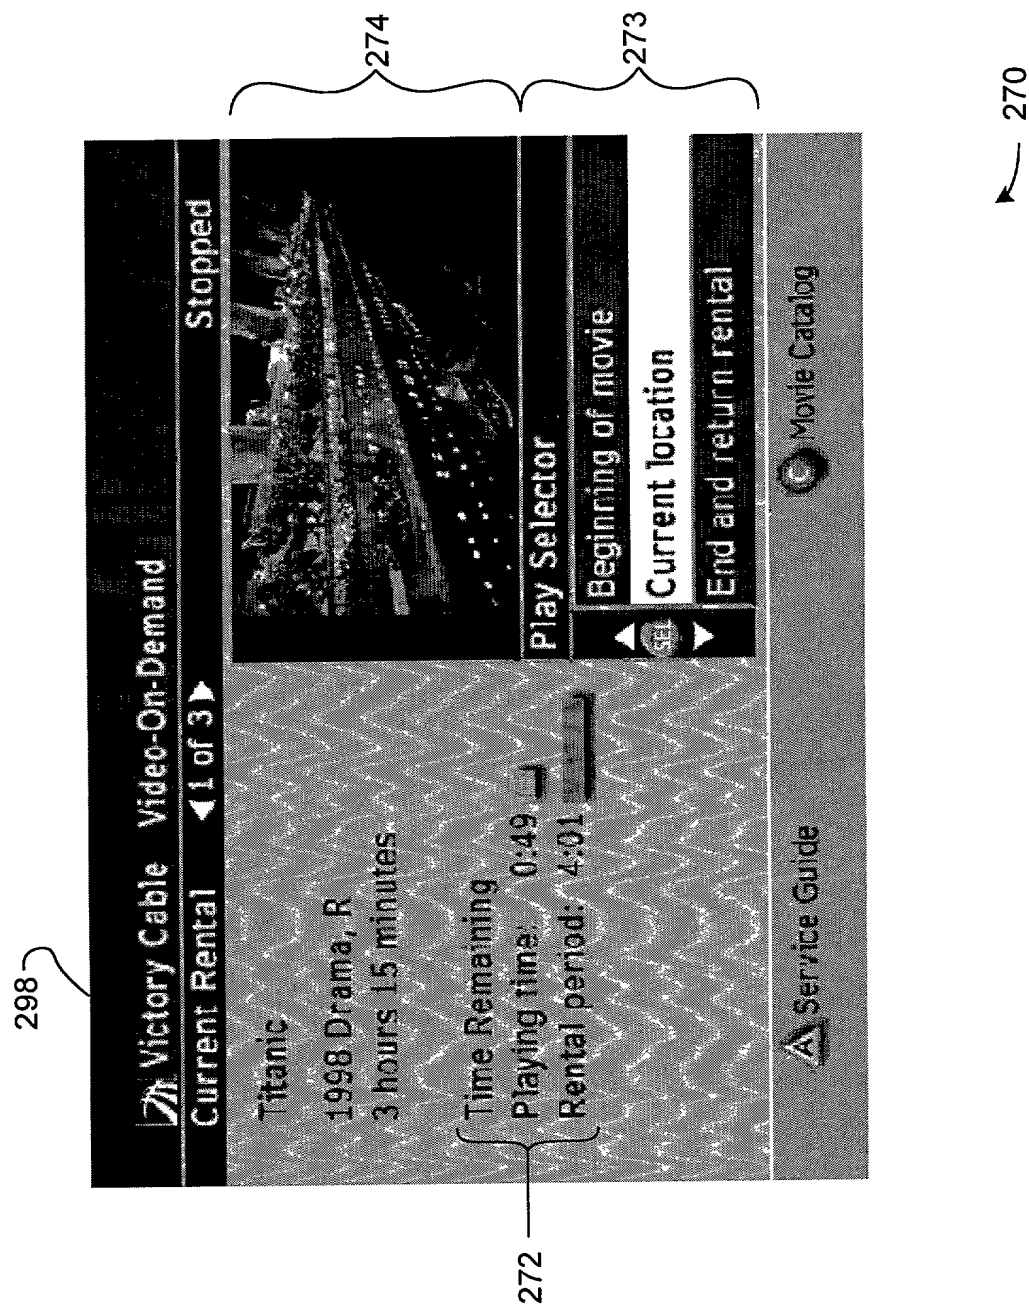 298
Victory Cable Video-On-Demand
Current Rental 1 of 3 Stopped
Titanic
1998 Drama, R
3 hours 15 minutes
Time Remaining
Playing time: 0:49
Rental period: 4:01
Play Selector
Beginning of movie
SEL
Current location
End and return rental
A Service Guide
C Movie Catalog
272
274
273
270